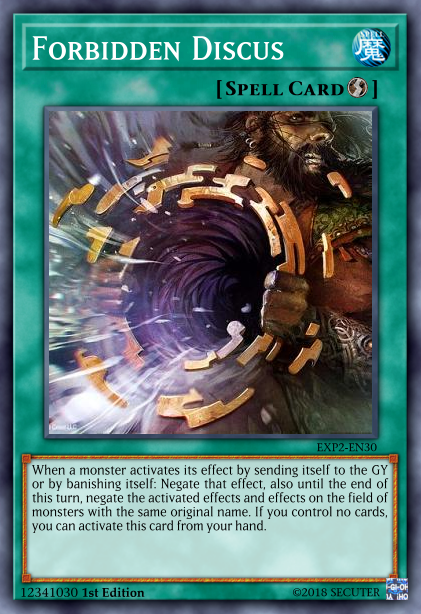 FORBIDDEN DISCUS
魔
[SPELL CARD]
EXP2-EN30
When a monster activates its effect by sending itself to the GY
or by banishing itself: Negate that effect, also until the end of
this turn, negate the activated effects and effects on the field of
monsters with the same original name. If you control no cards,
you can activate this card from your hand.
12341030 1st Edition
©2018 SECUTER